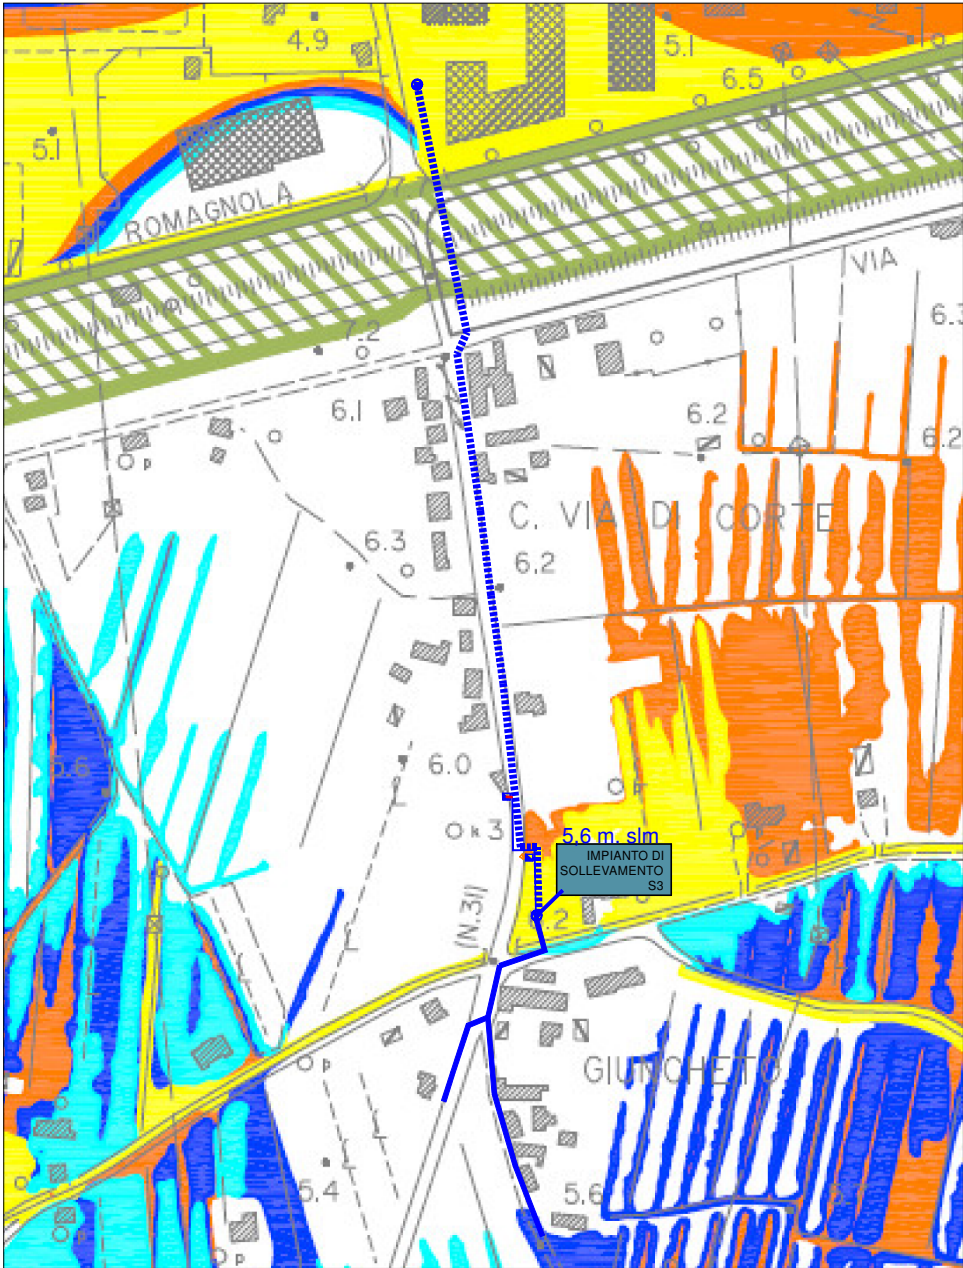 4.9
5.1
6.5
5.1
ROMAGNOLA
VIA
6.3
7.2
6.1
6.2
6.2
C. VIA DI CORTE
6.3
6.2
5.6
6.0
p
k 3
5.6 m. slm
IMPIANTO DI
SOLLEVAMENTO
S3
(N.31)
p
GIUNCHETO
5.4
5.6
p
p